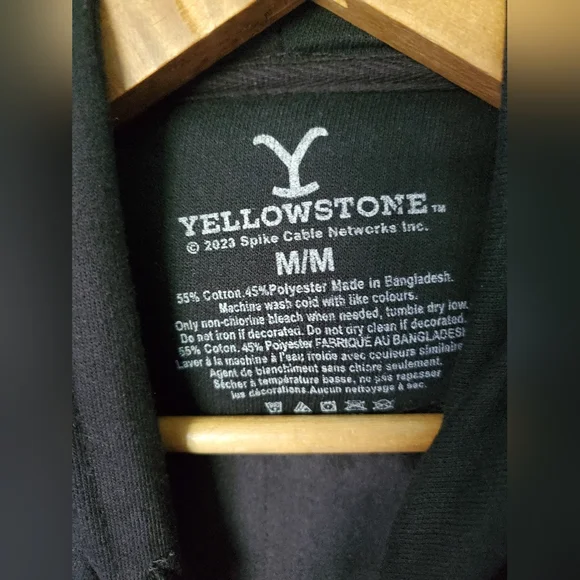 Y
YELLOWSTONE™
© 2023 Spike Cable Networks Inc.
M/M
55% Cotton.45%Polyester Made in Bangladesh.
Machine wash cold with like colours.
Only non-chlorine bleach when needed, tumble dry low.
Do not iron if decorated. Do not dry clean if decorated.
55% Coton. 45% Polyester FABRIQUÉ AU BANGLADESH
Laver à la machine à l'eau froide avec couleurs similaire
Agent de blanchiment sans chlore seulement.
Sécher à température basse, ne pas repasser
les décorations.Aucun nettoyage à sec.